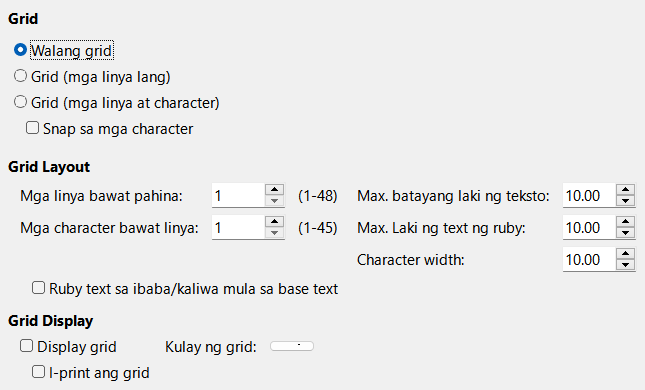 Grid
Walang grid
Grid (mga linya lang)
Grid (mga linya at character)
Snap sa mga character
Grid Layout
Mga linya bawat pahina: 1 (1-48) Max. batayang laki ng teksto: 10.00
Mga character bawat linya: 1 (1-45) Max. Laki ng text ng ruby: 10.00
Character width: 10.00
Ruby text sa ibaba/kaliwa mula sa base text
Grid Display
Display grid Kulay ng grid:
I-print ang grid